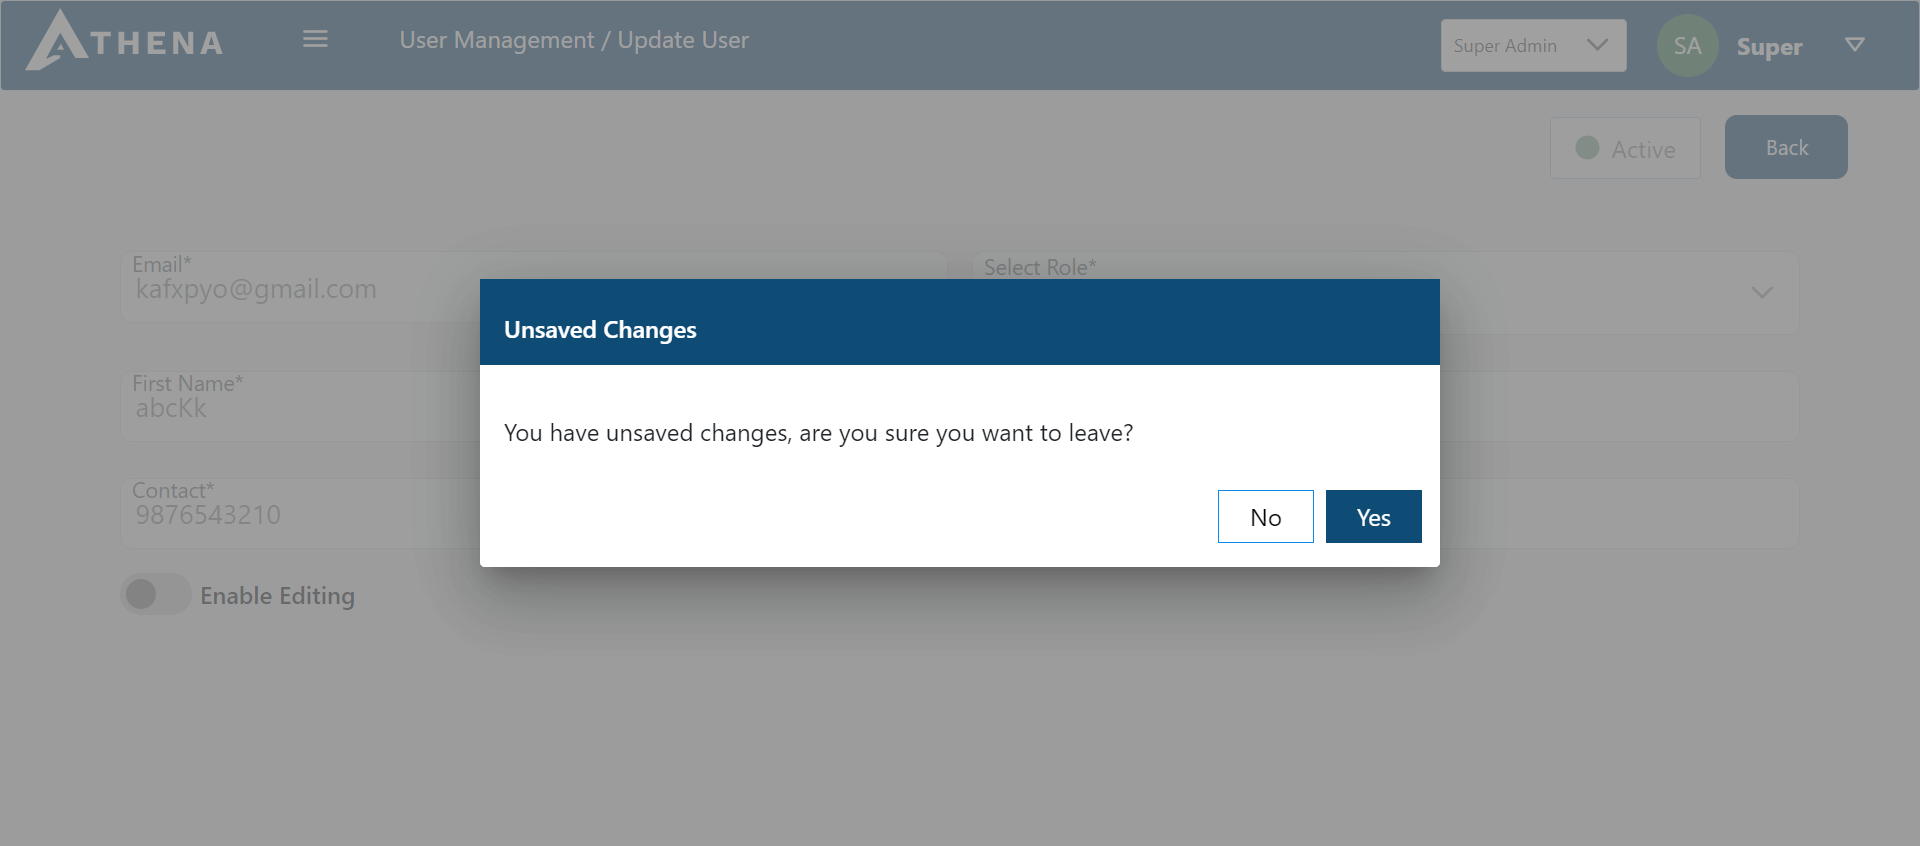 ATHENA
User Management / Update User
Super Admin
SA
Super
Active
Back
Email*
kafxpyo@gmail.com
Select Role*
Unsaved Changes
First Name*
abcKk
You have unsaved changes, are you sure you want to leave?
Contact*
9876543210
No
Yes
Enable Editing